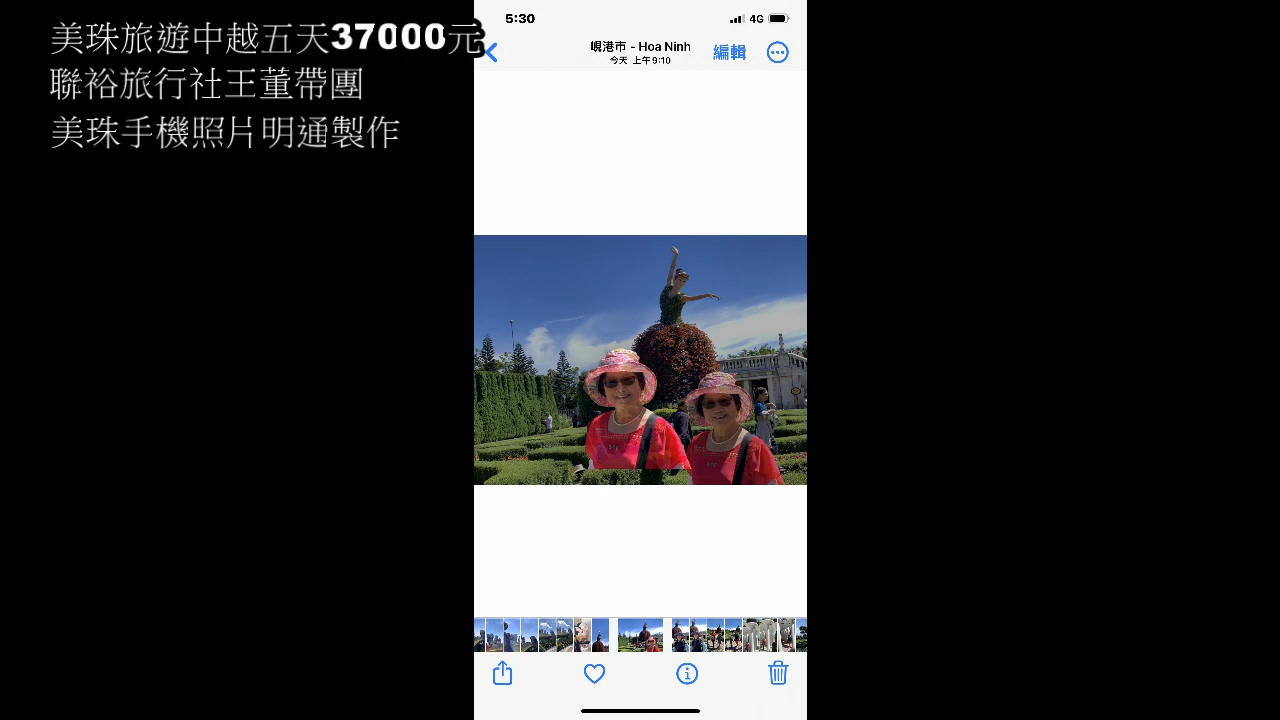 美珠旅遊中越五天37000元
聯裕旅行社王董帶團
美珠手機照片明通製作
5:30
4G
峴港市 - Hoa Ninh
今天 上午9:10
編輯